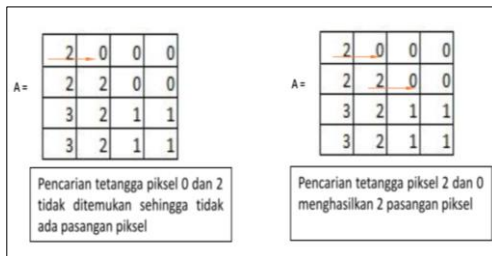 A =
2 0 0 0
2 2 0 0
3 2 1 1
3 2 1 1
Pencarian tetangga piksel 0 dan 2
tidak ditemukan sehingga tidak
ada pasangan piksel
A =
2 0 0 0
2 2 0 0
3 2 1 1
3 2 1 1
Pencarian tetangga piksel 2 dan 0
menghasilkan 2 pasangan piksel